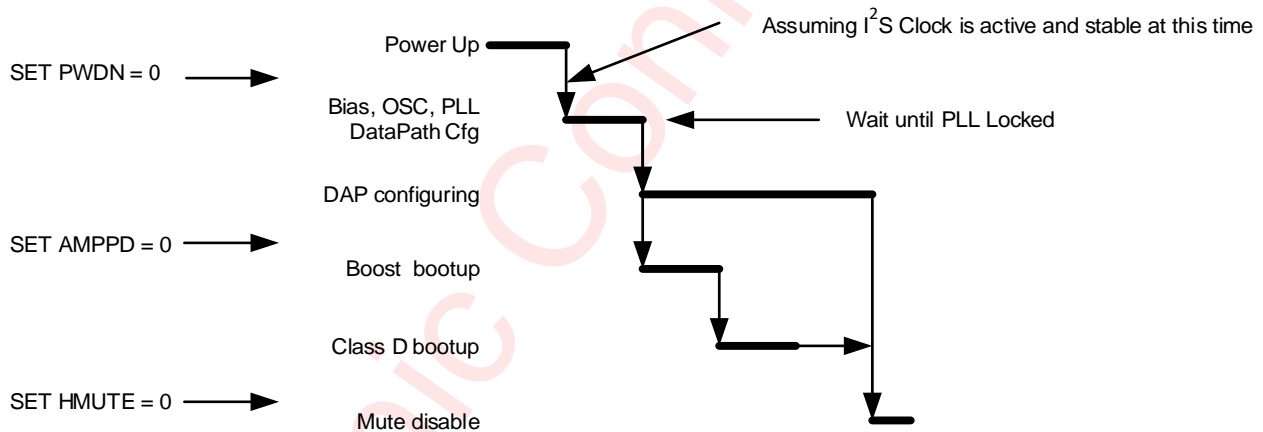 Assuming I²S Clock is active and stable at this time
Power Up
SET PWDN = 0
Bias, OSC, PLL
DataPath Cfg
Wait until PLL Locked
DAP configuring
SET AMPPD = 0
Boost bootup
Class D bootup
SET HMUTE = 0
Mute disable